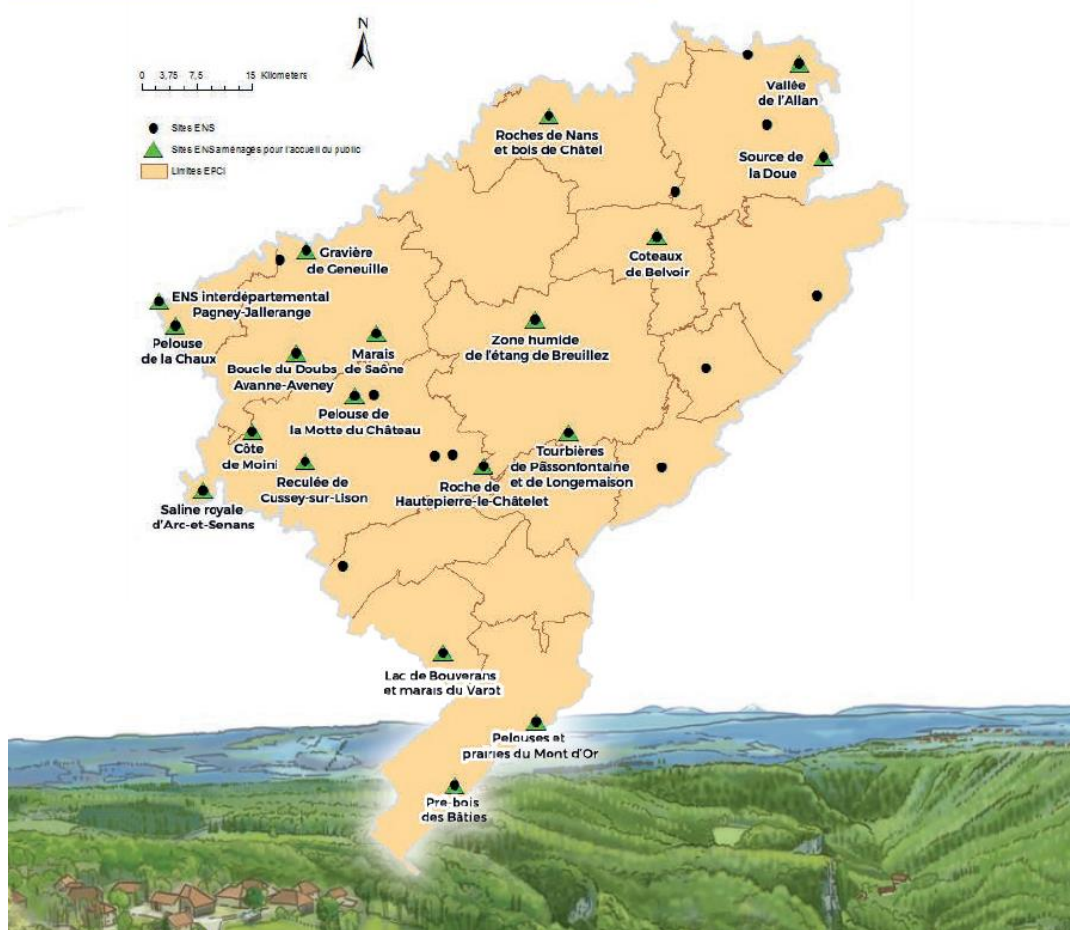 N
0 3,75 7,5 15 Kilometers
Sites ENS
Sites ENS aménagés pour l'accueil du public
Limites EPCI
Vallée
de l'Allan
Roches de Nans
et bois de Châtel
Source de
la Doue
Gravière
de Geneuille
Coteaux
de Belvoir
ENS interdépartemental
Pagney-Jallerange
Pelouse
de la Chaux
Marais
de Saône
Zone humide
de l'étang de Breuillez
Boucle du Doubs
Avanne-Aveney
Pelouse de
la Motte du Château
Côte
de Moini
Tourbières
de Passonfontaine
et de Longemaison
Reculée de
Cussey-sur-Lison
Roche de
Hautepierre-le-Châtelet
Saline royale
d'Arc-et-Senans
Lac de Bouverans
et marais du Varot
Pelouses et
prairies du Mont d'Or
Pre-bois
des Bâties